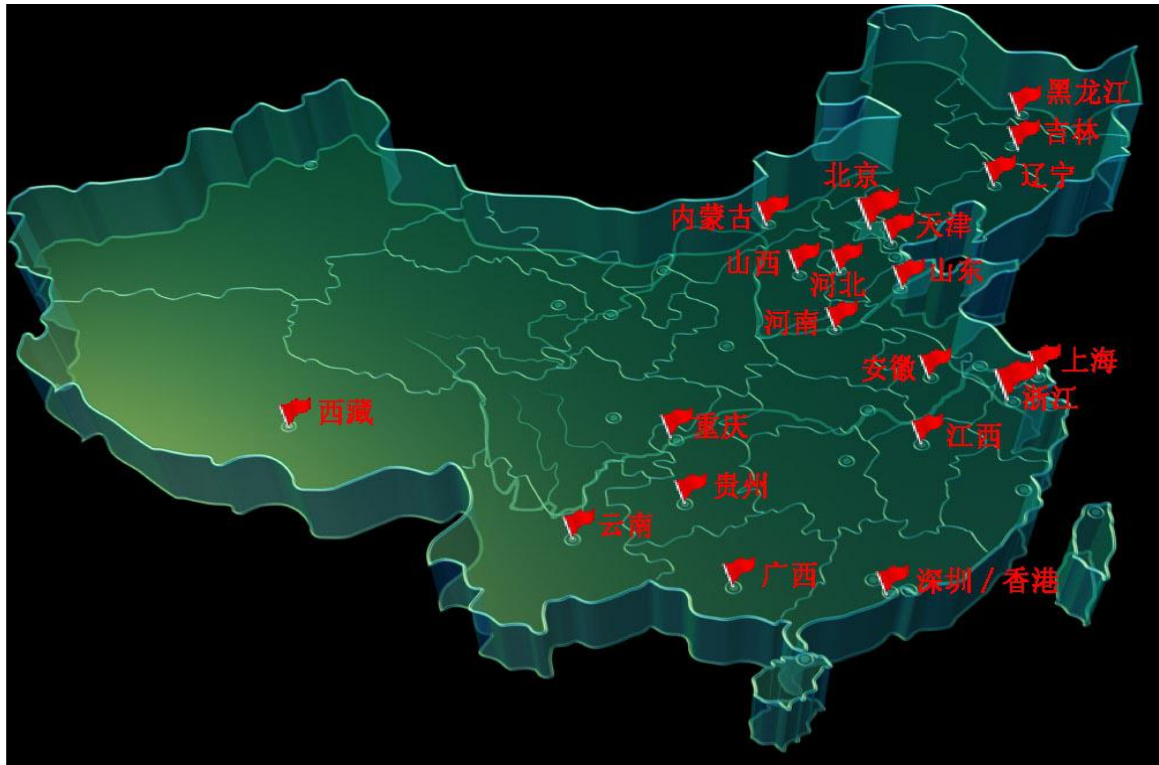 黑龙江
吉林
辽宁
北京
内蒙古
天津
山西
河北
山东
河南
安徽
上海
浙江
西藏
重庆
江西
贵州
云南
广西
深圳/香港